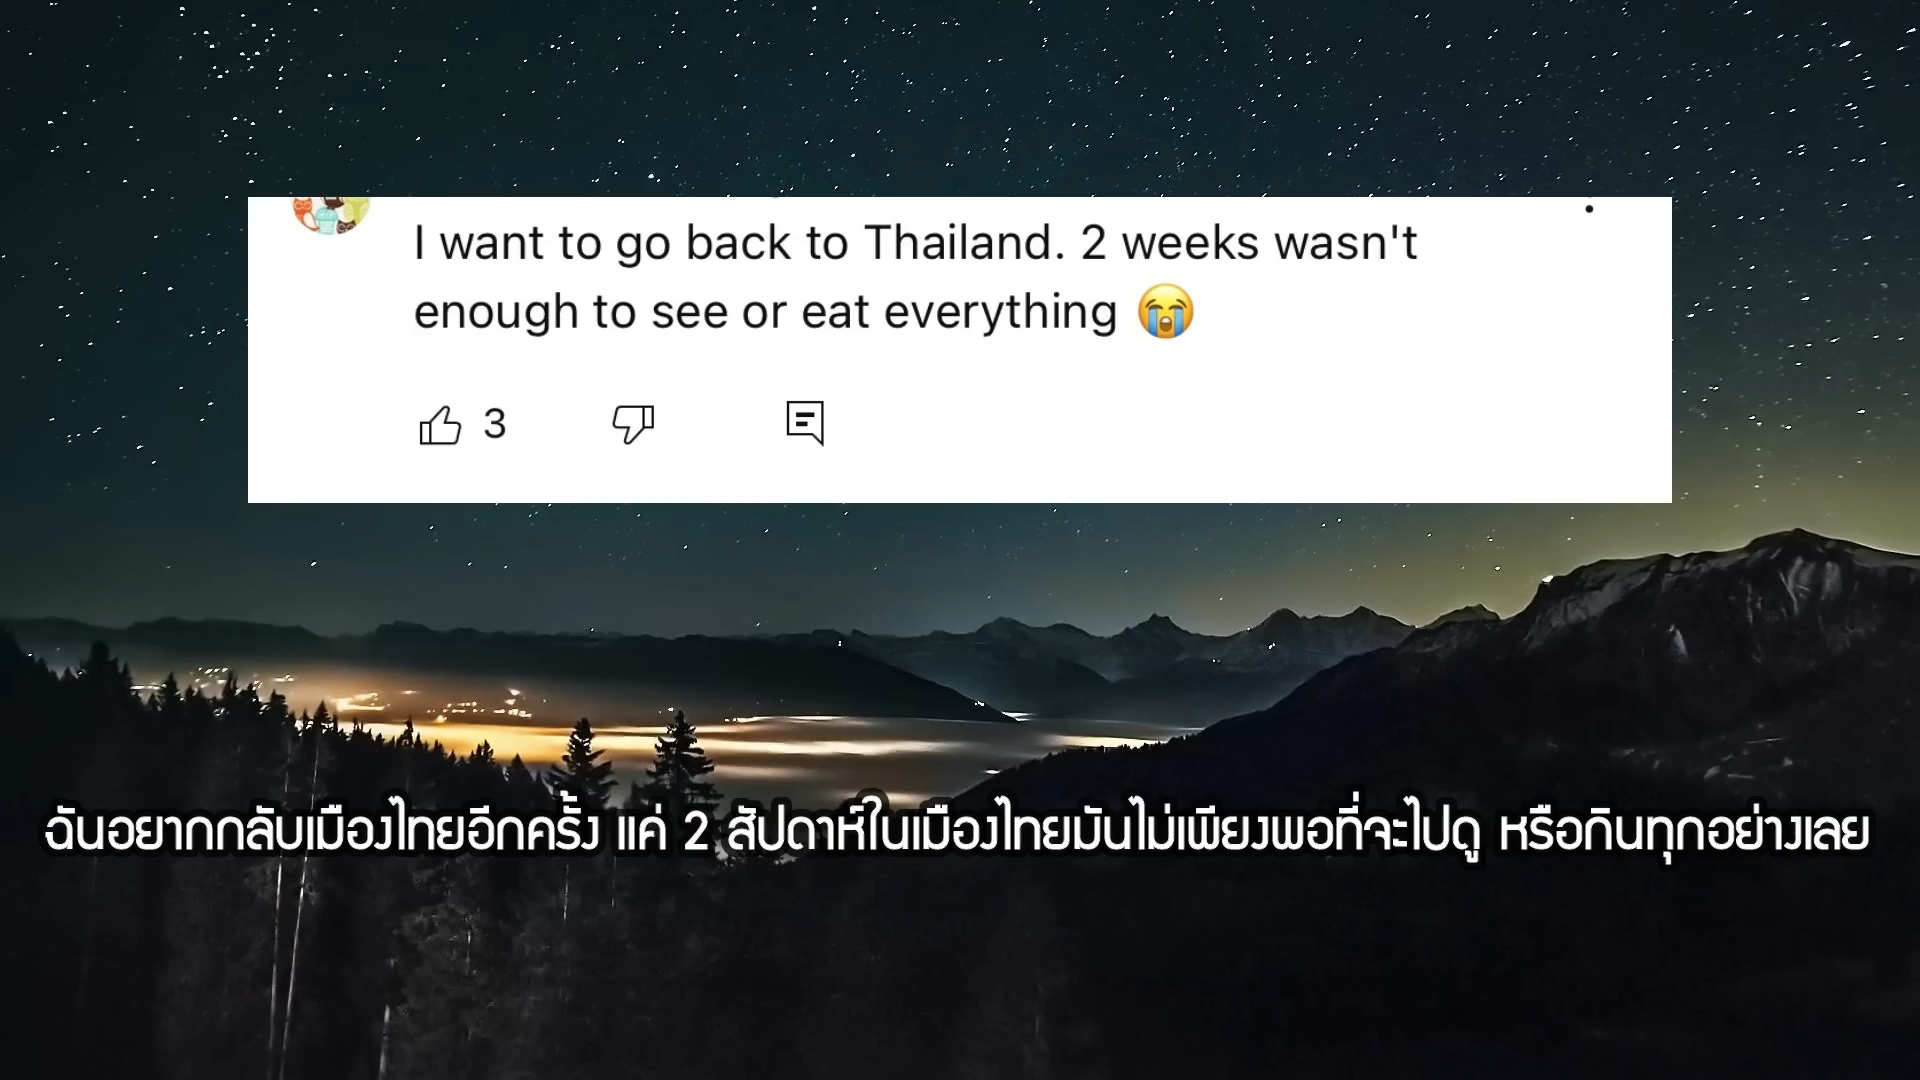 I want to go back to Thailand. 2 weeks wasn't
enough to see or eat everything 😭
3
ฉันอยากกลับเมืองไทยอีกครั้ง แค่ 2 สัปดาห์ในเมืองไทยมันไม่เพียงพอที่จะไปดู หรือกินทุกอย่างเลย